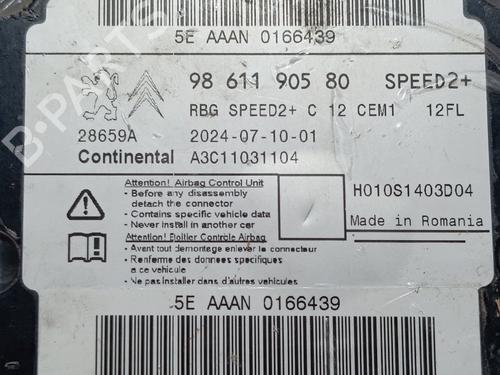 5E AAAN 0166439
98 611 905 80 SPEED2+
RBG SPEED2+ C 12 CEM1 12FL
28659A 2024-07-10-01
Continental A3C11031104
Attention! Airbag Control Unit
- Before any disassembly
detach the connector
- Contains specific vehicle data
- Never install in another car
H010S1403D04
Made in Romania
Attention! Boîtier Contrôle Airbag
- Avant tout démontage enlever le connecteur
- Renferme des données spécifiques
a ce véhicule
- Ne pas installer dans d'autres véhicules
5E AAAN 0166439
B-PARTS